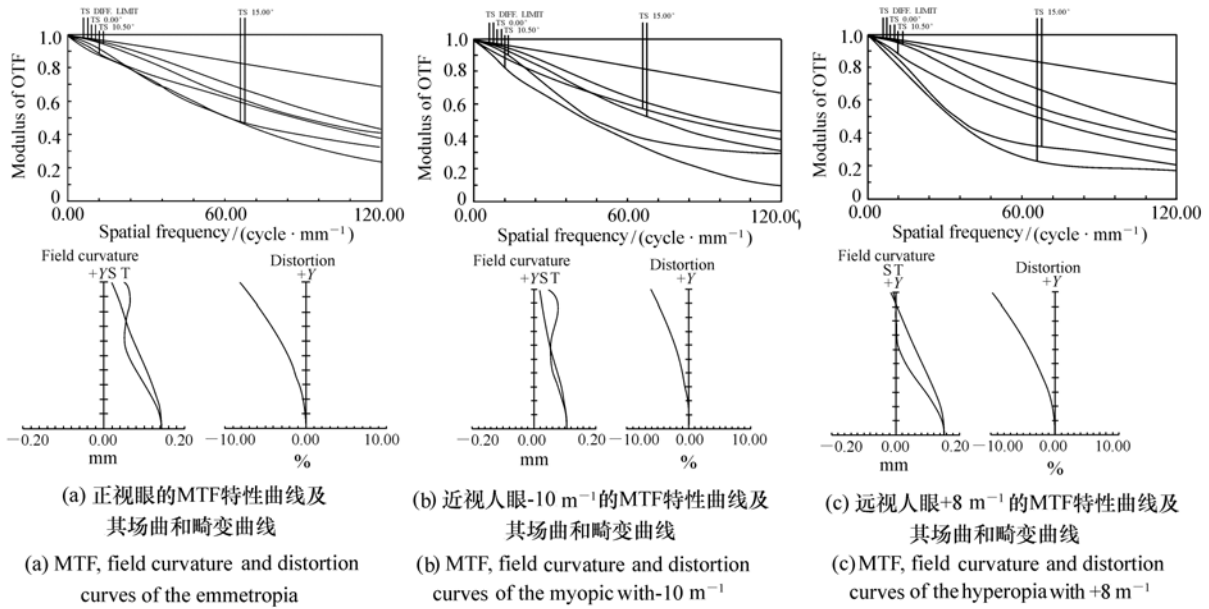 TS DIFF. LIMIT
TS 0.00°
TS 10.50°
TS 15.00°
1.0
0.8
0.6
0.4
0.2
0
Modulus of OTF
0.00
60.00
120.00
Spatial frequency/(cycle·mm⁻¹)
Field curvature
+Y S T
Distortion
+Y
−0.20
0.00
0.20
mm
−10.00
0.00
10.00
%
(a) 正视眼的MTF特性曲线及
其场曲和畸变曲线
(a) MTF, field curvature and distortion
curves of the emmetropia
TS DIFF. LIMIT
TS 0.00°
TS 10.50°
TS 15.00°
1.0
0.8
0.6
0.4
0.2
0
Modulus of OTF
0.00
60.00
120.00
Spatial frequency/(cycle·mm⁻¹)
Field curvature
+Y S T
Distortion
+Y
−0.20
0.00
0.20
mm
−10.00
0.00
10.00
%
(b) 近视人眼-10 m⁻¹的MTF特性曲线及
其场曲和畸变曲线
(b) MTF, field curvature and distortion
curves of the myopic with-10 m⁻¹
TS DIFF. LIMIT
TS 0.00°
TS 10.50°
TS 15.00°
1.0
0.8
0.6
0.4
0.2
0
Modulus of OTF
0.00
60.00
120.00
Spatial frequency/(cycle·mm⁻¹)
Field curvature
S T
+Y
Distortion
+Y
−0.20
0.00
0.20
mm
−10.00
0.00
10.00
%
(c) 远视人眼+8 m⁻¹的MTF特性曲线及
其场曲和畸变曲线
(c) MTF, field curvature and distortion
curves of the hyperopia with +8 m⁻¹